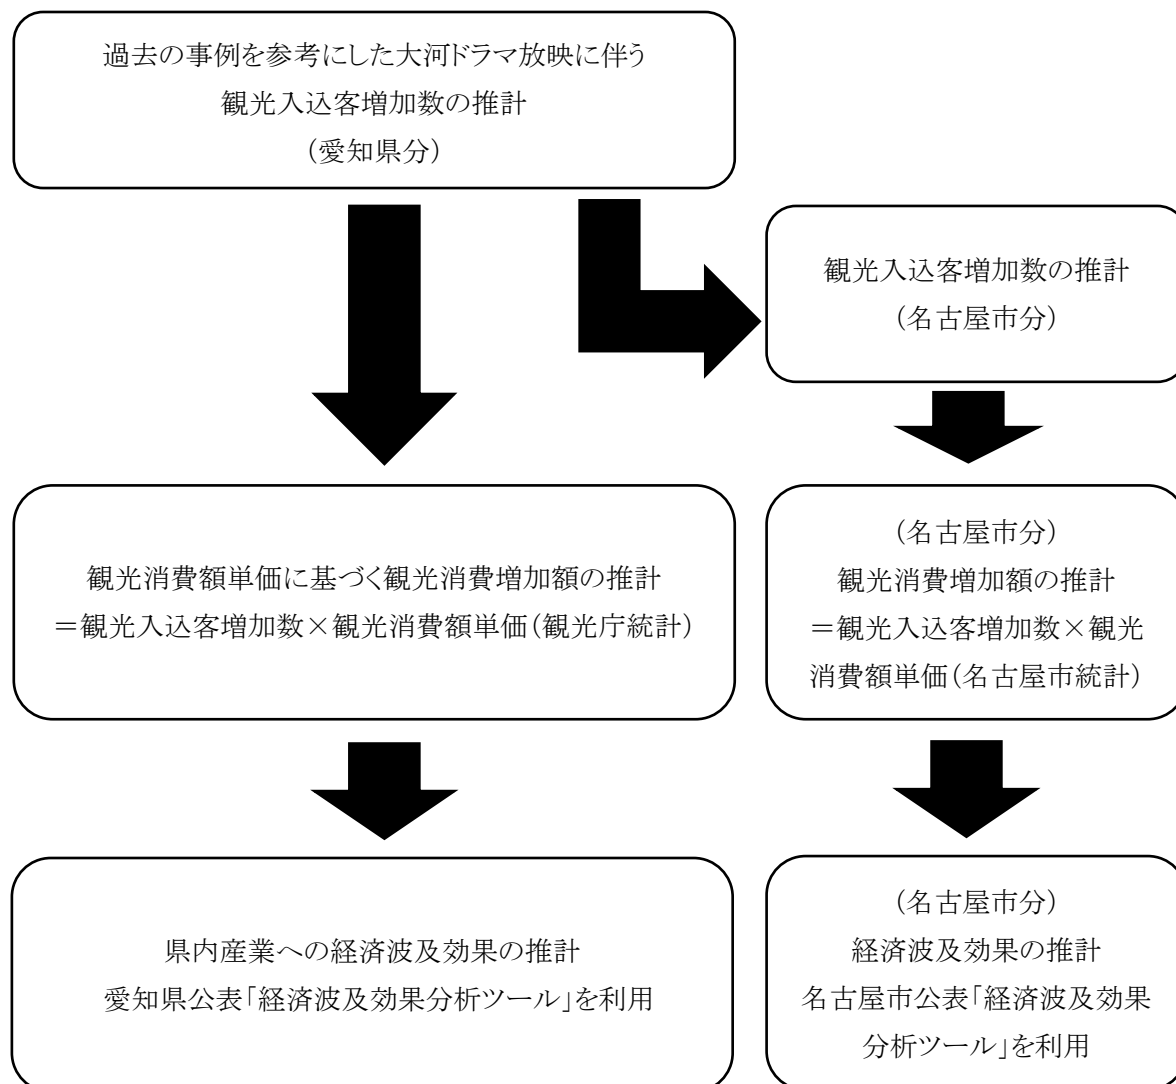 過去の事例を参考にした大河ドラマ放映に伴う
観光入込客増加数の推計
(愛知県分)
観光入込客増加数の推計
(名古屋市分)
観光消費額単価に基づく観光消費増加額の推計
=観光入込客増加数×観光消費額単価(観光庁統計)
(名古屋市分)
観光消費増加額の推計
=観光入込客増加数×観光
消費額単価(名古屋市統計)
県内産業への経済波及効果の推計
愛知県公表「経済波及効果分析ツール」を利用
(名古屋市分)
経済波及効果の推計
名古屋市公表「経済波及効果
分析ツール」を利用